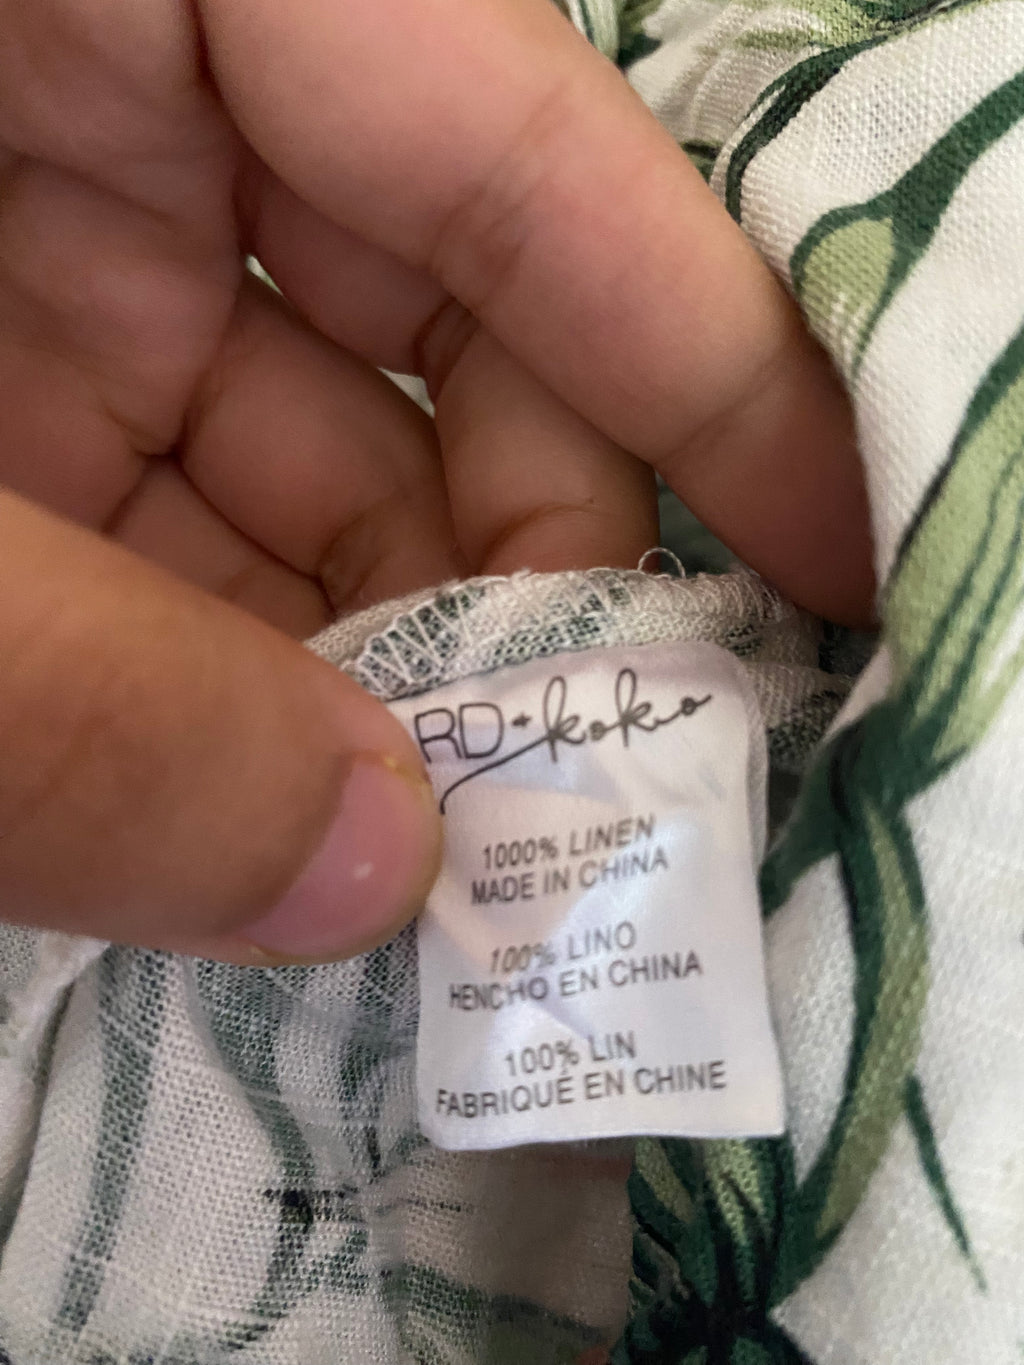 RD + koko
1000% LINEN
MADE IN CHINA
100% LINO
HENCHO EN CHINA
100% LIN
FABRIQUÉ EN CHINE